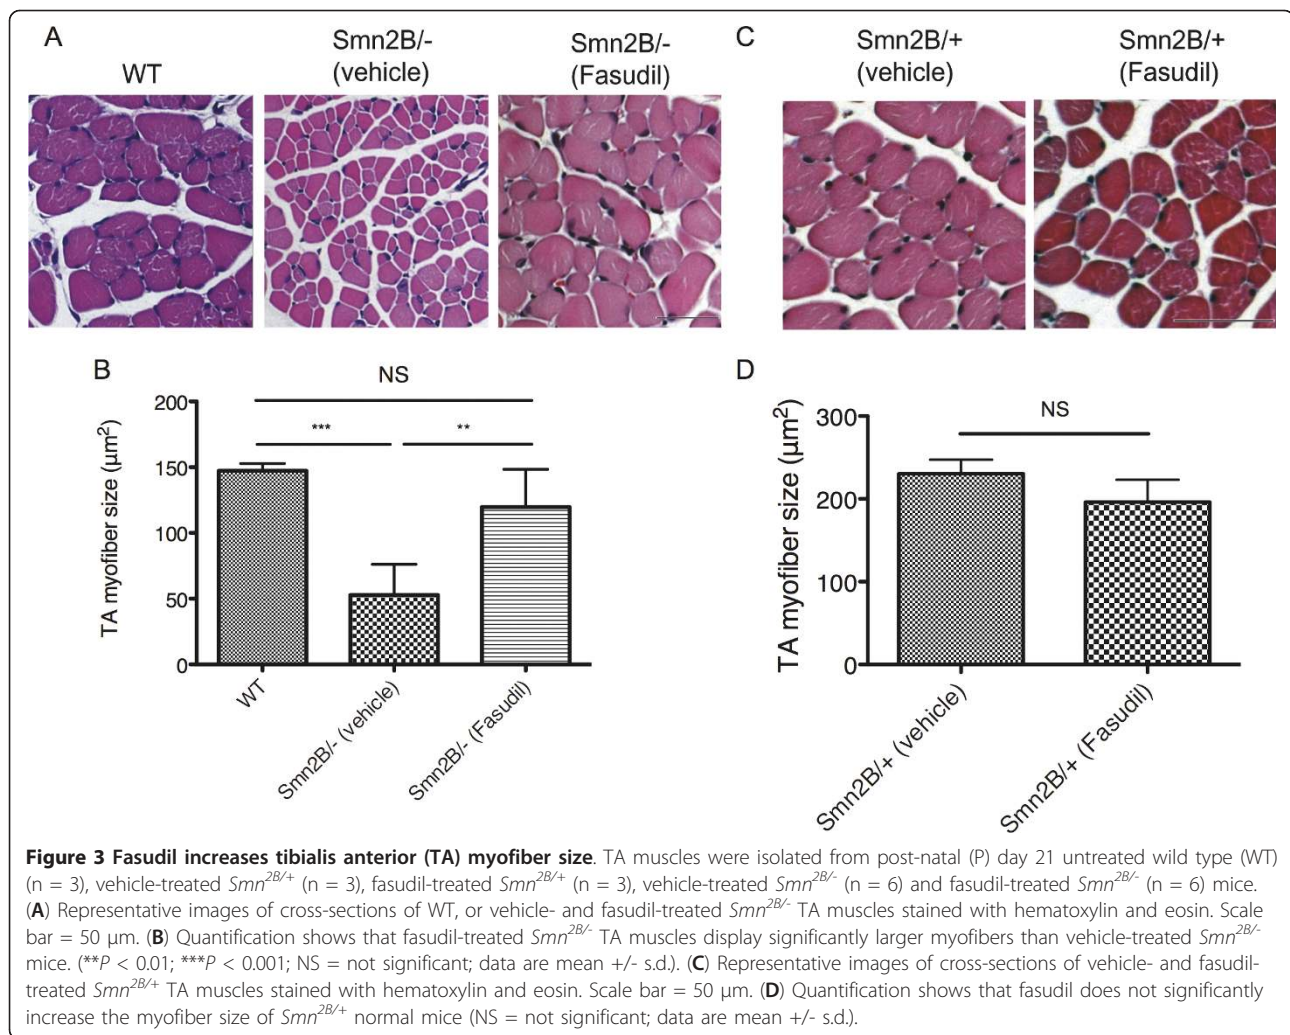 A
WT
Smn2B/-
(vehicle)
Smn2B/-
(Fasudil)
C
Smn2B/+
(vehicle)
Smn2B/+
(Fasudil)
B
NS
***
**
TA myofiber size (µm²)
200
150
100
50
0
WT
Smn2B/- (vehicle)
Smn2B/- (Fasudil)
D
NS
TA myofiber size (µm²)
300
200
100
0
Smn2B/+ (vehicle)
Smn2B/+ (Fasudil)
Figure 3 Fasudil increases tibialis anterior (TA) myofiber size. TA muscles were isolated from post-natal (P) day 21 untreated wild type (WT)
(n = 3), vehicle-treated Smn2B/+ (n = 3), fasudil-treated Smn2B/+ (n = 3), vehicle-treated Smn2B/- (n = 6) and fasudil-treated Smn2B/- (n = 6) mice.
(A) Representative images of cross-sections of WT, or vehicle- and fasudil-treated Smn2B/- TA muscles stained with hematoxylin and eosin. Scale
bar = 50 µm. (B) Quantification shows that fasudil-treated Smn2B/- TA muscles display significantly larger myofibers than vehicle-treated Smn2B/-
mice. (**P < 0.01; ***P < 0.001; NS = not significant; data are mean +/- s.d.). (C) Representative images of cross-sections of vehicle- and fasudil-
treated Smn2B/+ TA muscles stained with hematoxylin and eosin. Scale bar = 50 µm. (D) Quantification shows that fasudil does not significantly
increase the myofiber size of Smn2B/+ normal mice (NS = not significant; data are mean +/- s.d.).